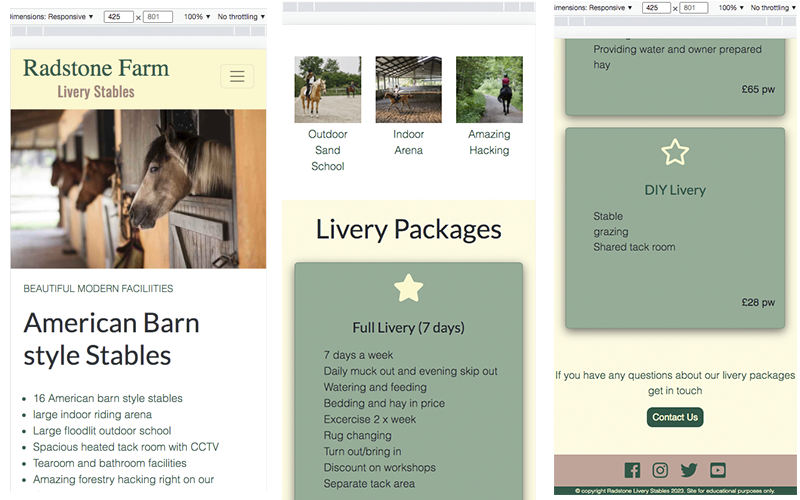 Dimensions: Responsive ▼ 425 x 801 100% ▼ No throttling ▼
Radstone Farm
Livery Stables
BEAUTIFUL MODERN FACILIITIES
American Barn
style Stables
16 American barn style stables
large indoor riding arena
Large floodlit outdoor school
Spacious heated tack room with CCTV
Tearoom and bathroom facilities
Amazing forestry hacking right on our
Outdoor
Sand
School
Indoor
Arena
Amazing
Hacking
Livery Packages
Full Livery (7 days)
7 days a week
Daily muck out and evening skip out
Watering and feeding
Bedding and hay in price
Excercise 2 x week
Rug changing
Turn out/bring in
Discount on workshops
Separate tack area
imensions: Responsive ▼ 425 x 801 100% ▼ No throttling ▼
Providing water and owner prepared
hay
£65 pw
DIY Livery
Stable
grazing
Shared tack room
£28 pw
If you have any questions about our livery packages
get in touch
Contact Us
© copyright Radstone Livery Stables 2023. Site for educational purposes only.